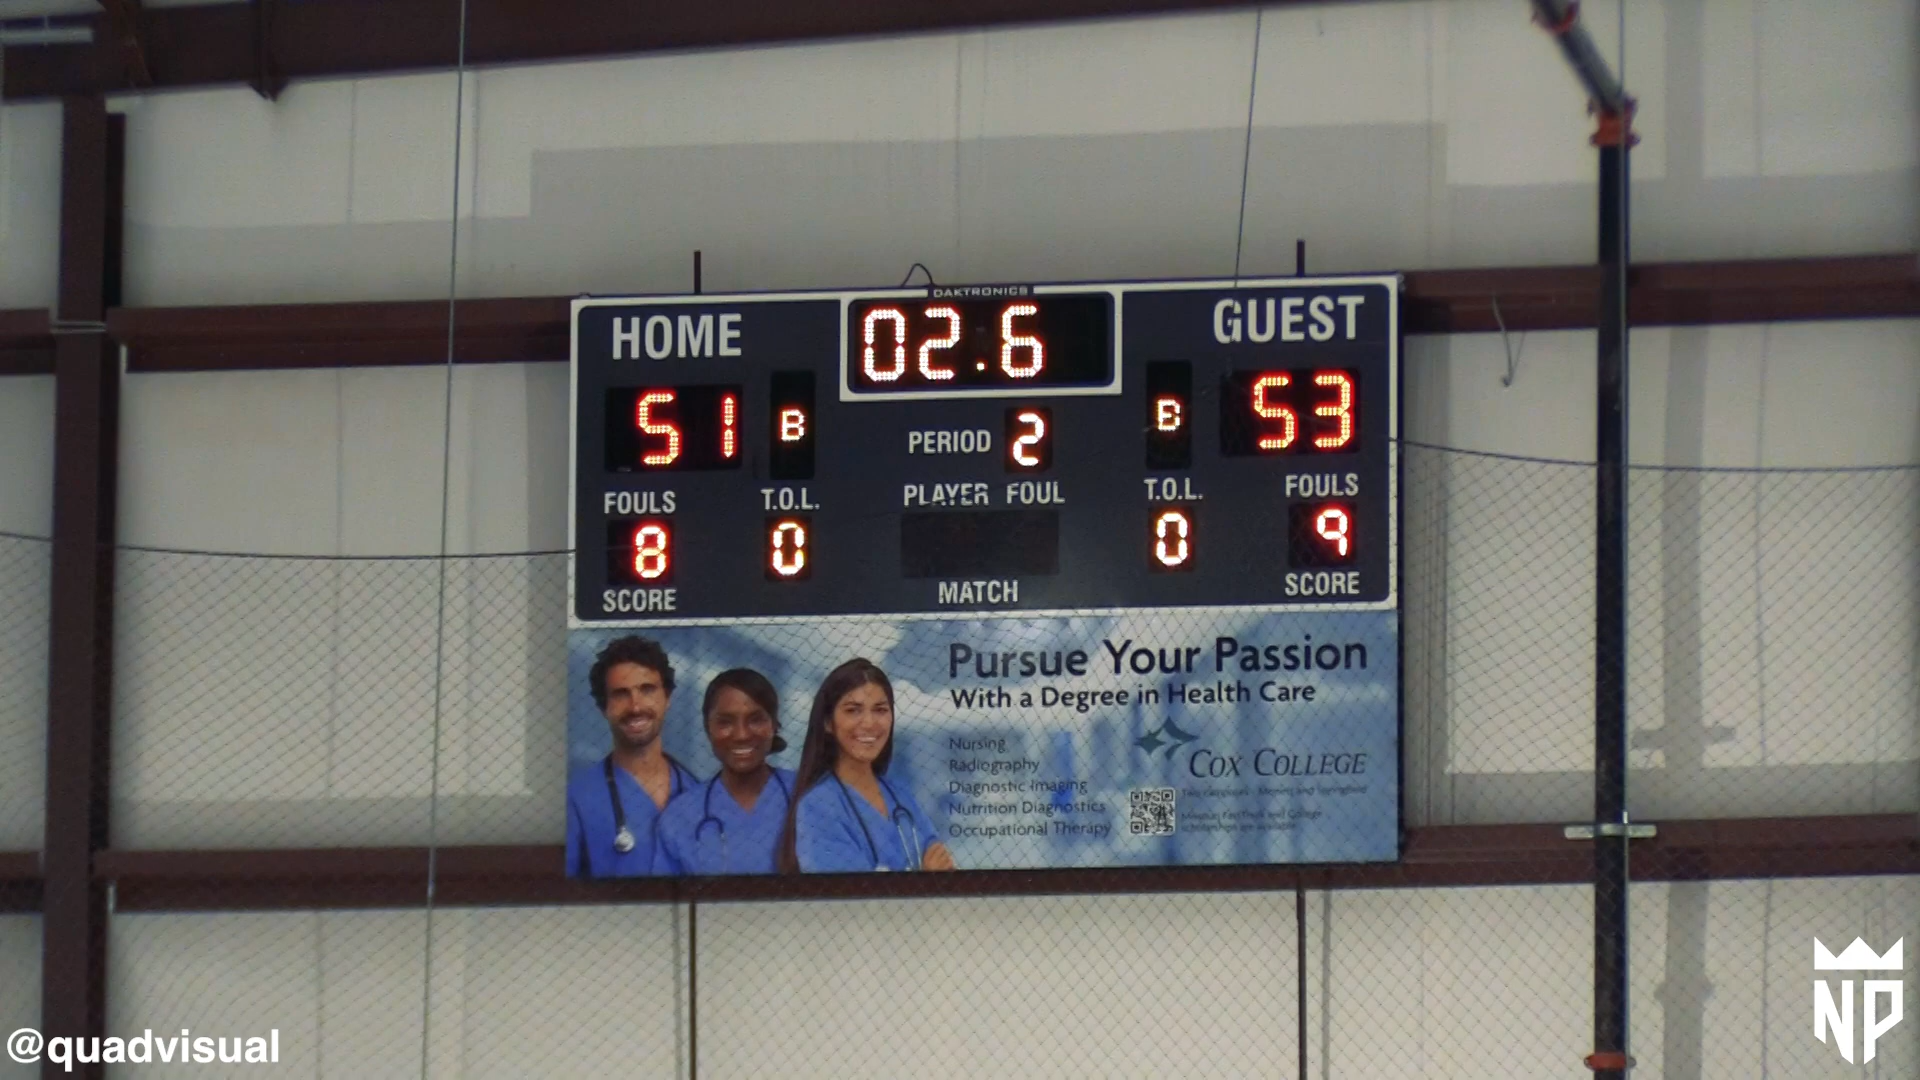 DAKTRONICS
HOME
02.6
GUEST
51
B
PERIOD 2
B
53
FOULS
T.O.L.
PLAYER FOUL
T.O.L.
FOULS
8
0
0
9
SCORE
MATCH
SCORE
Pursue Your Passion
With a Degree in Health Care
Nursing
Radiography
Diagnostic Imaging
Nutrition Diagnostics
Occupational Therapy
COX COLLEGE
@quadvisual
NP